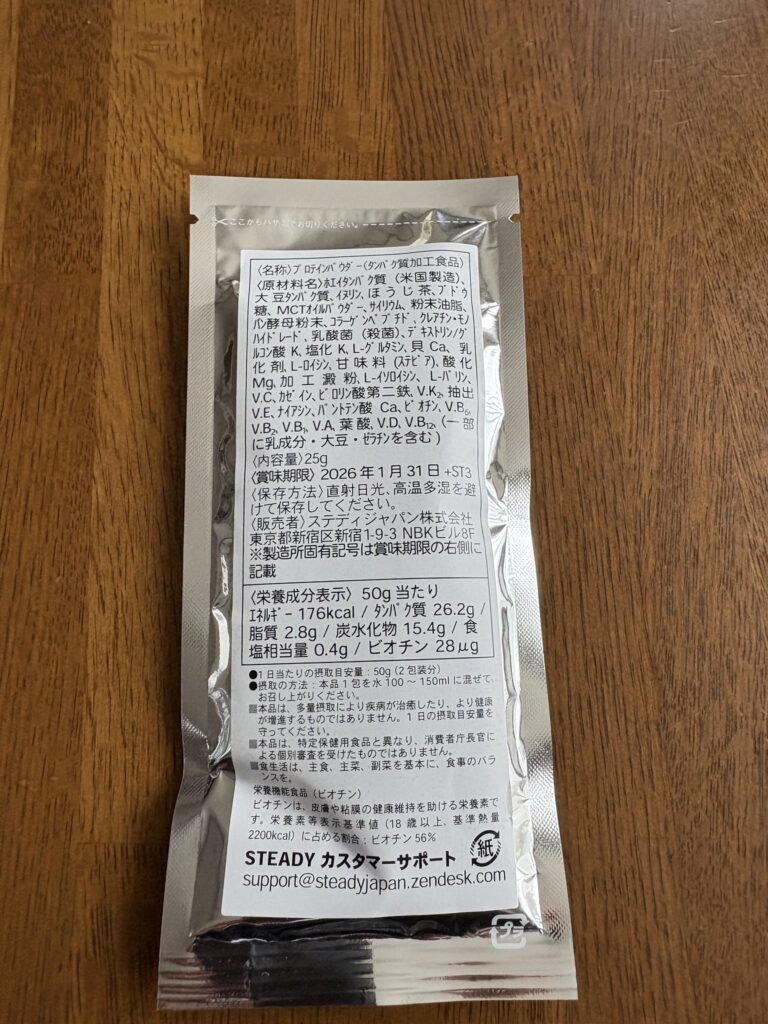 ここからハサミでお切りください。
〈名称〉プロテインパウダー(タンパク質加工食品)
〈原材料名〉ホエイタンパク質(米国製造)、
大豆タンパク質、イヌリン、ほうじ茶、ブドウ
糖、MCTオイルパウダー、サイリウム、粉末油脂、
パン酵母粉末、コラーゲンペプチド、クレアチン・モノ
ハイドレード、乳酸菌(殺菌)、デキストリン/グ
ルコン酸K、塩化K、L-グルタミン、貝Ca、乳
化剤、L-ロイシン、甘味料(ステビア)、酸化
Mg、加工澱粉、L-イソロイシン、L-バリン、
V.C、カゼイン、ピロリン酸第二鉄、V.K₂、抽出
V.E、ナイアシン、パントテン酸Ca、ビオチン、V.B₆、
V.B₂、V.B₁、V.A、葉酸、V.D、V.B₁₂、(一部
に乳成分・大豆・ゼラチンを含む)
〈内容量〉25g
〈賞味期限〉2026年1月31日+ST3
〈保存方法〉直射日光、高温多湿を避
けて保存してください。
〈販売者〉ステディジャパン株式会社
東京都新宿区新宿1-9-3 NBKビル8F
※製造所固有記号は賞味期限の右側に
記載
〈栄養成分表示〉50g当たり
エネルギー 176kcal / タンパク質 26.2g /
脂質 2.8g / 炭水化物 15.4g / 食
塩相当量 0.4g / ビオチン 28μg
●1日当たりの摂取目安量:50g(2包装分)
●摂取の方法:本品1包を水100〜150mlに混ぜて、
お召し上がりください。
■本品は、多量摂取により疾病が治癒したり、より健康
が増進するものではありません。1日の摂取目安量を
守ってください。
■本品は、特定保健用食品と異なり、消費者庁長官に
よる個別審査を受けたものではありません。
■食生活は、主食、主菜、副菜を基本に、食事のバラ
ンスを。
栄養機能食品(ビオチン)
ビオチンは、皮膚や粘膜の健康維持を助ける栄養素で
す。栄養素等表示基準値(18歳以上、基準熱量
2200kcal)に占める割合:ビオチン56%
STEADY カスタマーサポート
support@steadyjapan.zendesk.com
紙
プラ